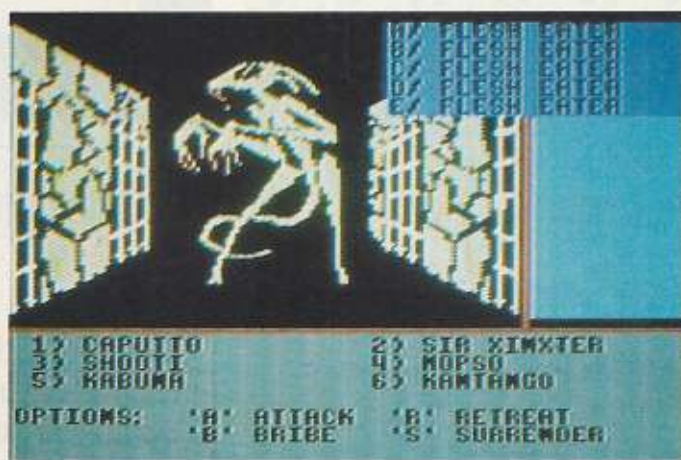 A/ FLESH EATER
B/ FLESH EATER
C/ FLESH EATER
D/ FLESH EATER
E/ FLESH EATER
1> CAPUTTO 2> SIR XIMXTER
3> SHOOTI 4> MOPSO
5> KABUMA 6> KAMTANGO
OPTIONS: 'A' ATTACK 'R' RETREAT
'B' BRIBE 'S' SURRENDER